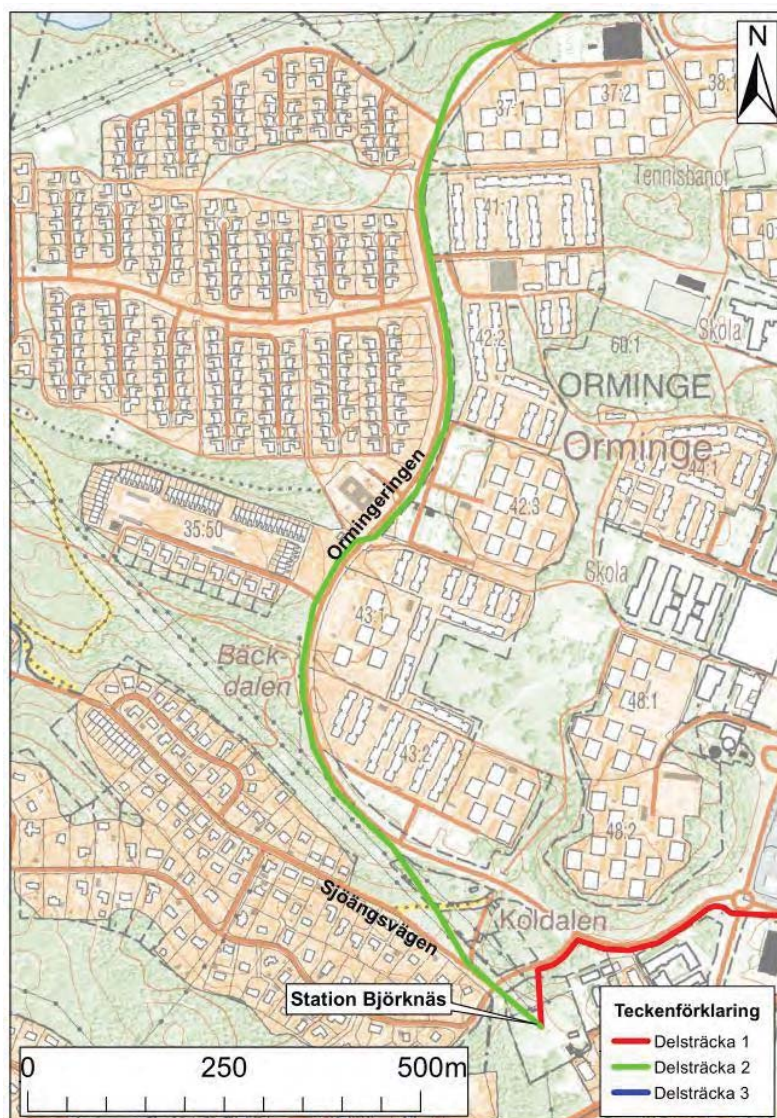 N
37:1
37:2
38:1
Tennisbanor
41:1
40:
Skola
42:2
60:1
ORMINGE
Orminge
44:1
Ormingeringen
42:3
35:50
Skola
43:1
Bäck-
dalen
48:1
43:2
48:2
Sjöängsvägen
Koldalen
Station Björknäs
Teckenförklaring
Delsträcka 1
Delsträcka 2
Delsträcka 3
0 250 500m